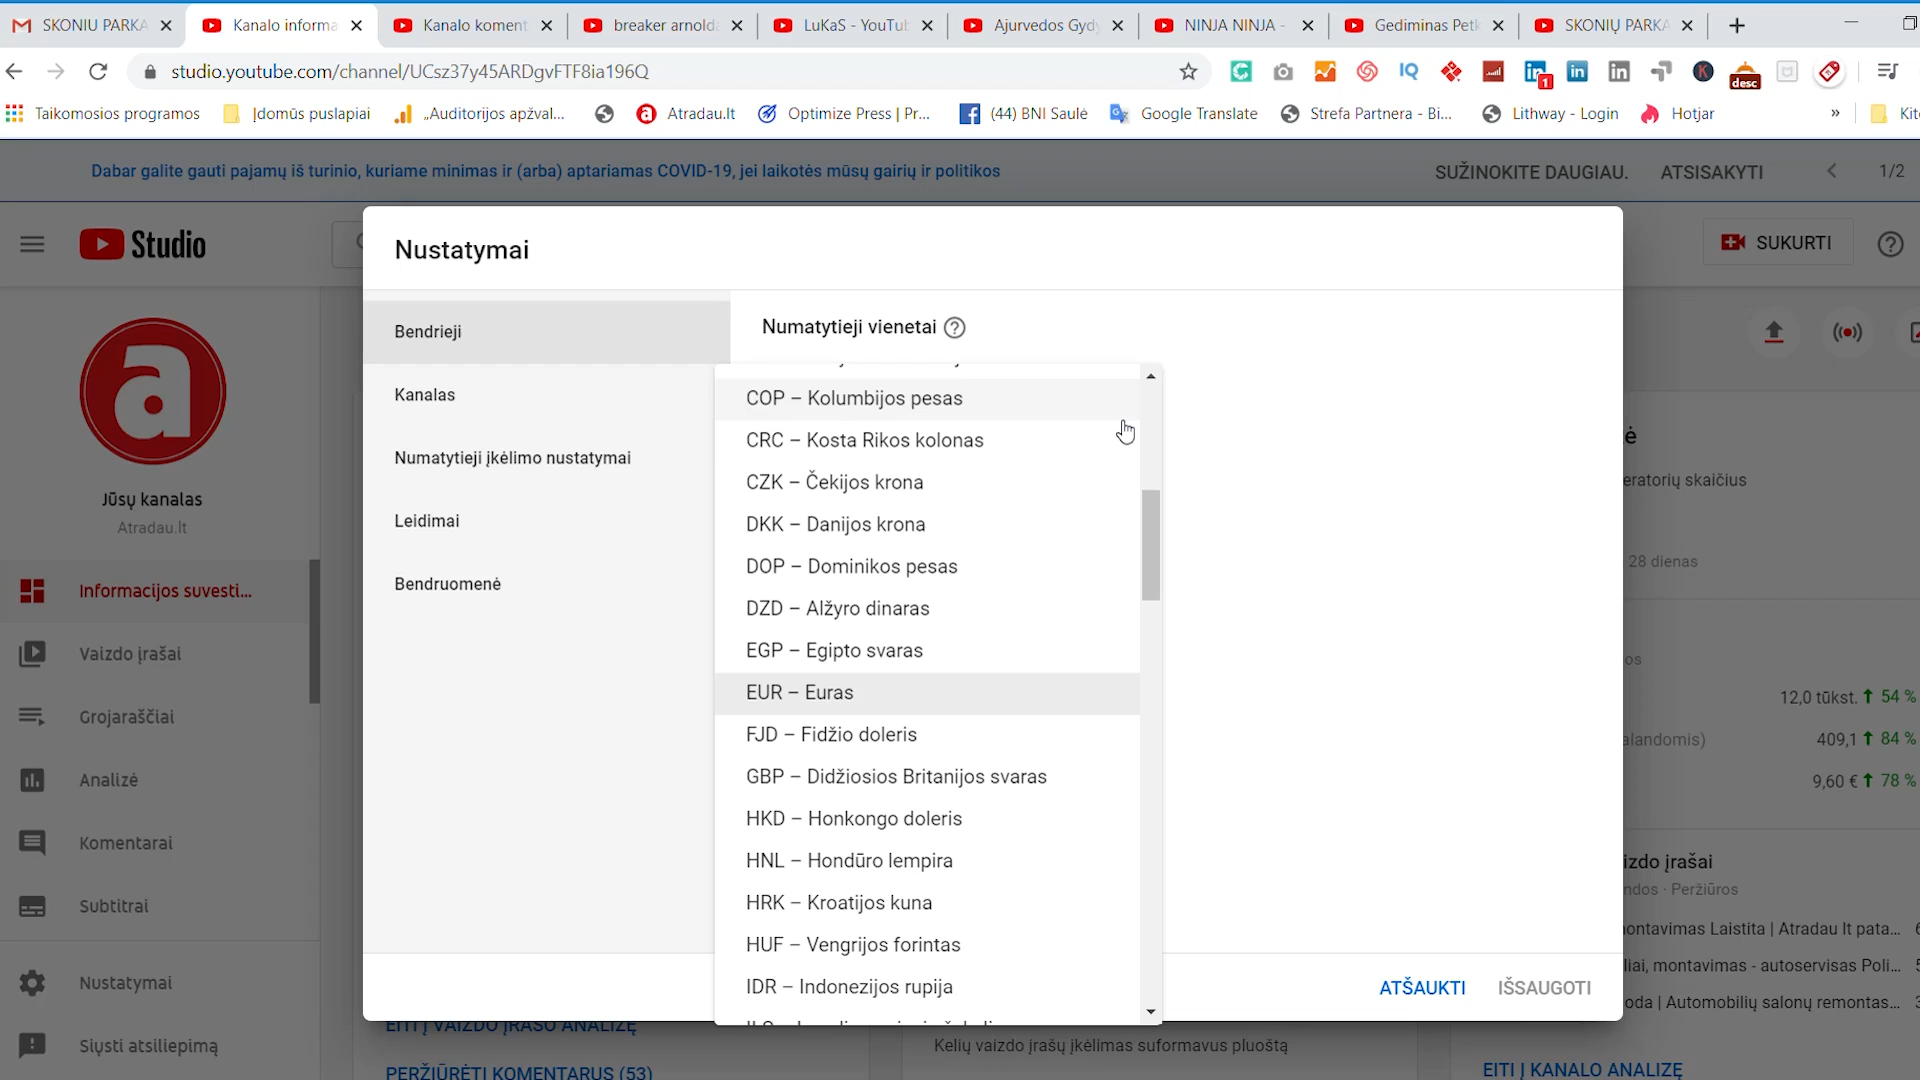 SKONIU PARKA
Kanalo informa
Kanalo koment
breaker arnolda
LuKaS - YouTub
Ajurvedos Gydy
NINJA NINJA -
Gediminas Petk
SKONIŲ PARKA
studio.youtube.com/channel/UCsz37y45ARDgvFTF8ia196Q
IQ
1
K
desc
Taikomosios programos
Įdomūs puslapiai
„Auditorijos apžval...
Atradau.lt
Optimize Press | Pr...
(44) BNI Saulė
Google Translate
Strefa Partnera - Bi...
Lithway - Login
Hotjar
»
Dabar galite gauti pajamų iš turinio, kuriame minimas ir (arba) aptariamas COVID-19, jei laikotės mūsų gairių ir politikos
SUŽINOKITE DAUGIAU.
ATSISAKYTI
1/2
Studio
SUKURTI
Jūsų kanalas
Atradau.lt
Informacijos suvesti...
Vaizdo įrašai
Grojaraščiai
Analizė
Komentarai
Subtitrai
Nustatymai
Siųsti atsiliepimą
Nustatymai
Bendrieji
Kanalas
Numatytieji įkėlimo nustatymai
Leidimai
Bendruomenė
Numatytieji vienetai
COP – Kolumbijos pesas
CRC – Kosta Rikos kolonas
CZK – Čekijos krona
DKK – Danijos krona
DOP – Dominikos pesas
DZD – Alžyro dinaras
EGP – Egipto svaras
EUR – Euras
FJD – Fidžio doleris
GBP – Didžiosios Britanijos svaras
HKD – Honkongo doleris
HNL – Hondūro lempira
HRK – Kroatijos kuna
HUF – Vengrijos forintas
IDR – Indonezijos rupija
ATŠAUKTI
IŠSAUGOTI
ė
eratorių skaičius
28 dienas
os
12,0 tūkst. 54 %
alandomis)
409,1 84 %
9,60 € 78 %
izdo įrašai
ndos · Peržiūros
ontavimas Laistita | Atradau lt pata...
liai, montavimas - autoservisas Poli...
oda | Automobilių salonų remontas...
EITI Į VAIZDO ĮRAŠO ANALIZĘ
PERŽIŪRĖTI KOMENTARUS (53)
Kelių vaizdo įrašų įkėlimas suformavus pluoštą
EITI Į KANALO ANALIZĘ